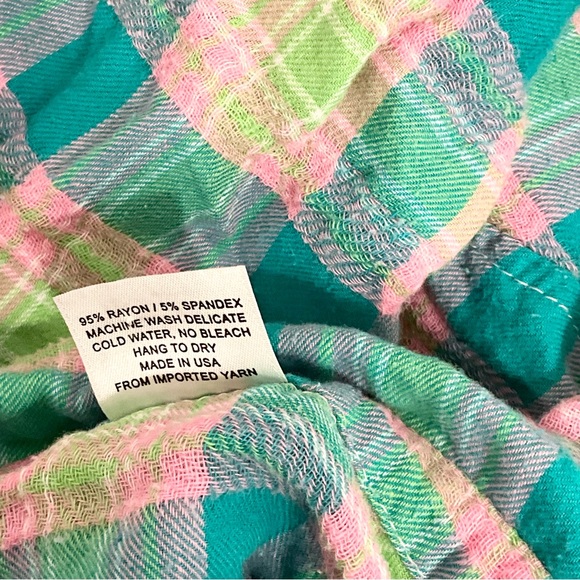 95% RAYON / 5% SPANDEX
MACHINE WASH DELICATE
COLD WATER, NO BLEACH
HANG TO DRY
MADE IN USA
FROM IMPORTED YARN